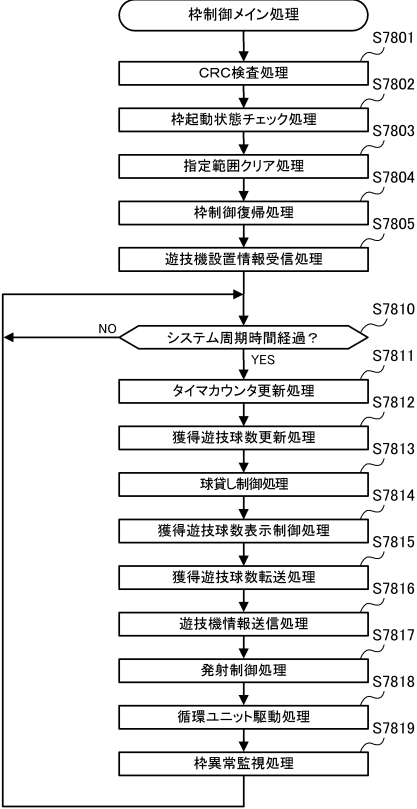 枠制御メイン処理
S7801
CRC検査処理
S7802
枠起動状態チェック処理
S7803
指定範囲クリア処理
S7804
枠制御復帰処理
S7805
遊技機設置情報受信処理
S7810
NO
システム周期時間経過？
YES
S7811
タイマカウンタ更新処理
S7812
獲得遊技球数更新処理
S7813
球貸し制御処理
S7814
獲得遊技球数表示制御処理
S7815
獲得遊技球数転送処理
S7816
遊技機情報送信処理
S7817
発射制御処理
S7818
循環ユニット駆動処理
S7819
枠異常監視処理